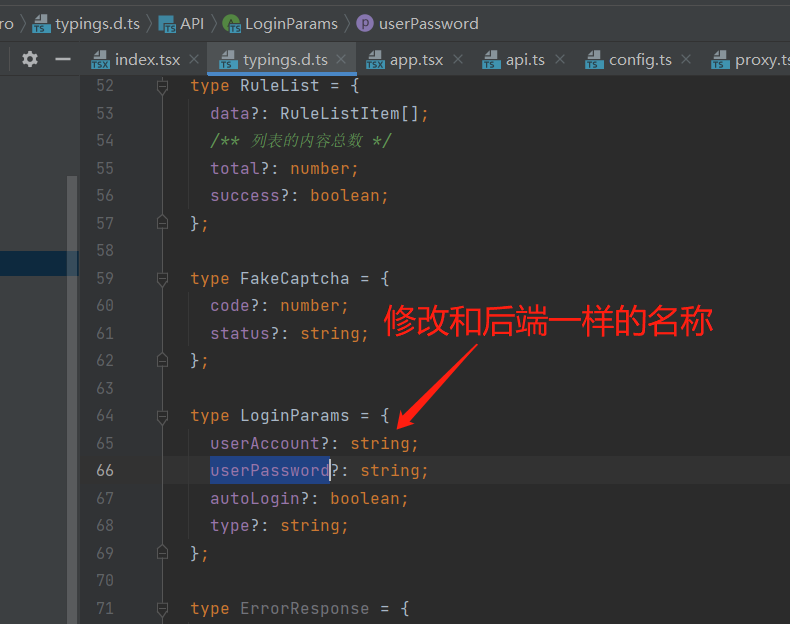 ro 〉 typings.d.ts 〉 API 〉 LoginParams 〉 userPassword
index.tsx typings.d.ts app.tsx api.ts config.ts proxy.ts
52 type RuleList = {
53 data?: RuleListItem[];
54 /** 列表的内容总数 */
55 total?: number;
56 success?: boolean;
57 };
58
59 type FakeCaptcha = {
60 code?: number;
61 status?: string;
修改和后端一样的名称
62 };
63
64 type LoginParams = {
65 userAccount?: string;
66 userPassword?: string;
67 autoLogin?: boolean;
68 type?: string;
69 };
70
71 type ErrorResponse = {